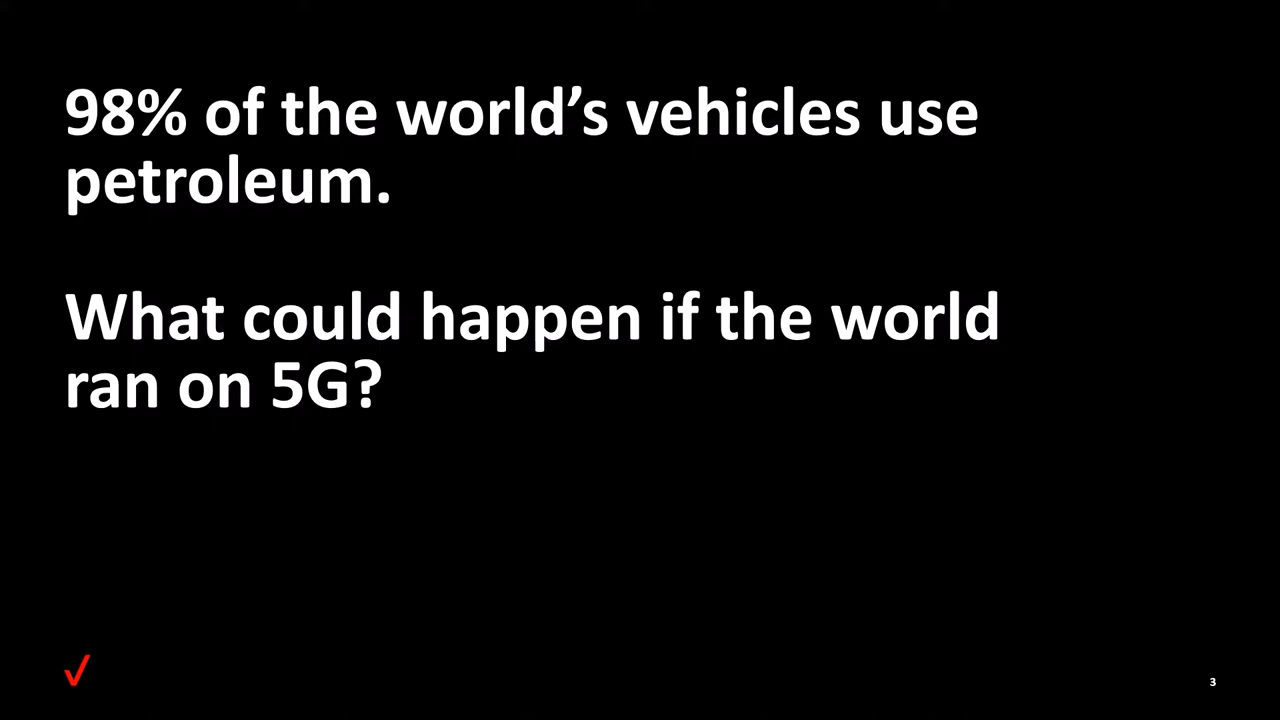 98% of the world’s vehicles use
petroleum.
What could happen if the world
ran on 5G?
3